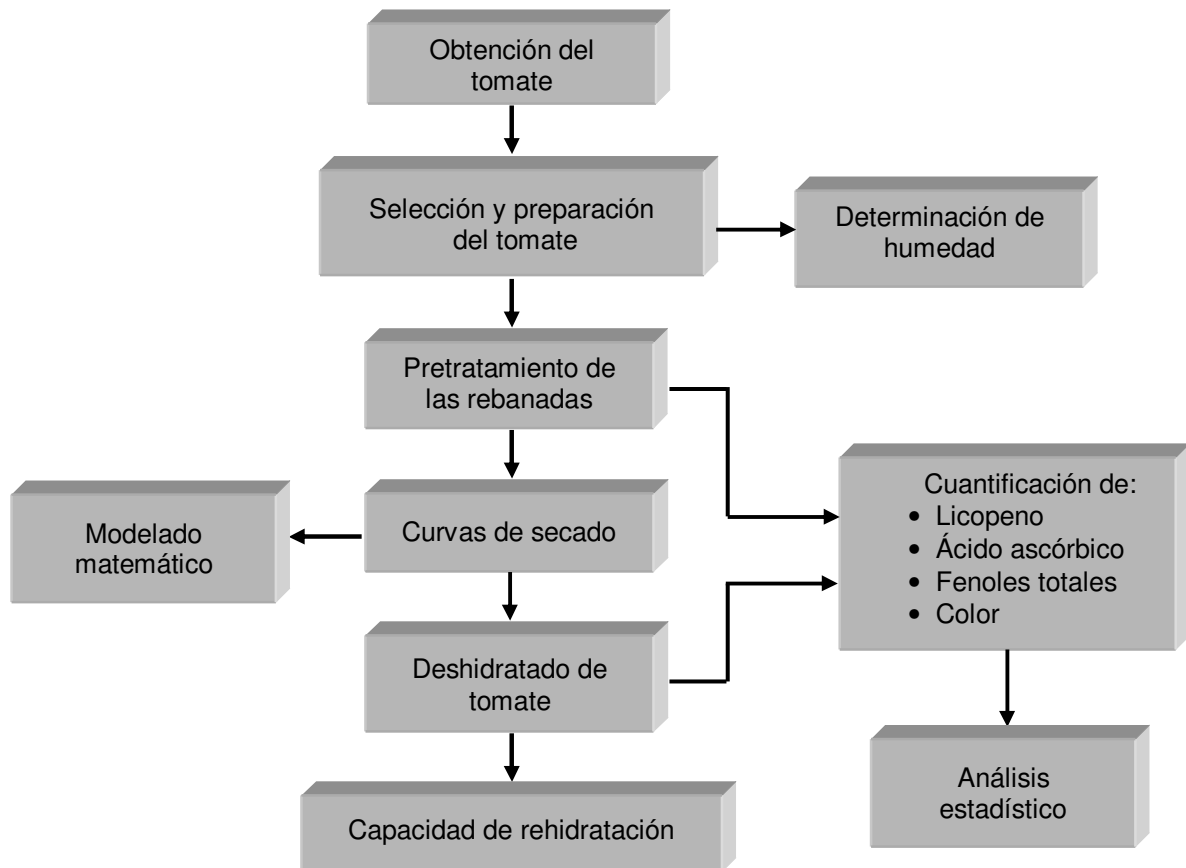 Obtención del
tomate
Selección y preparación
del tomate
Determinación de
humedad
Pretratamiento de
las rebanadas
Cuantificación de:
• Licopeno
• Ácido ascórbico
• Fenoles totales
• Color
Modelado
matemático
Curvas de secado
Deshidratado de
tomate
Análisis
estadístico
Capacidad de rehidratación